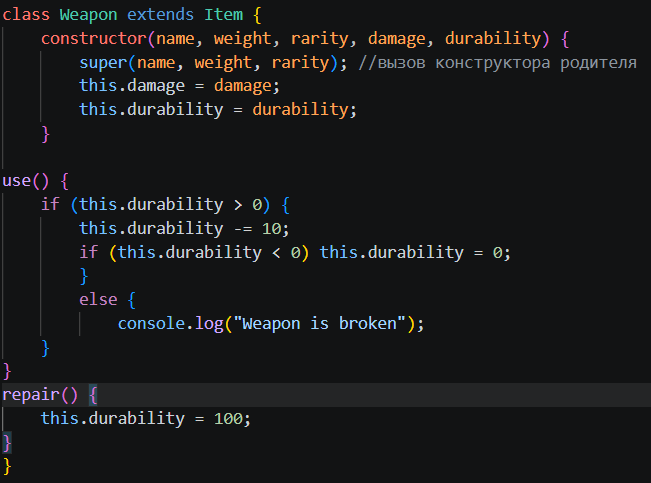 class Weapon extends Item {
    constructor(name, weight, rarity, damage, durability) {
        super(name, weight, rarity); //вызов конструктора родителя
        this.damage = damage;
        this.durability = durability;
    }

use() {
    if (this.durability > 0) {
        this.durability -= 10;
        if (this.durability < 0) this.durability = 0;
        }
        else {
            console.log("Weapon is broken");
    }
}
repair() {
    this.durability = 100;
}
}